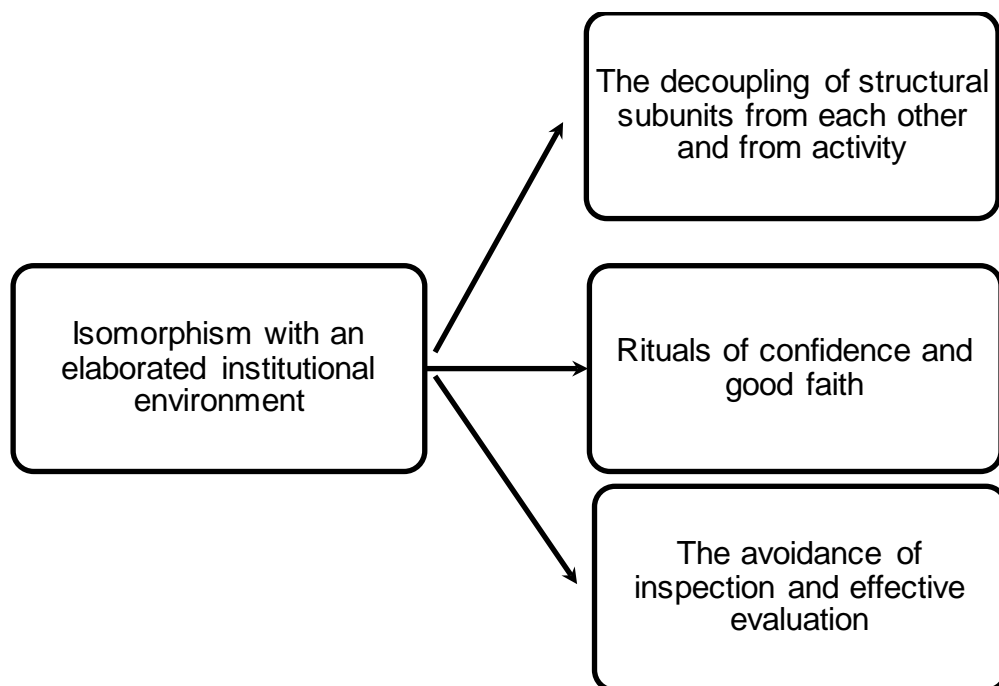 The decoupling of structural
subunits from each other
and from activity
Isomorphism with an
elaborated institutional
environment
Rituals of confidence and
good faith
The avoidance of
inspection and effective
evaluation